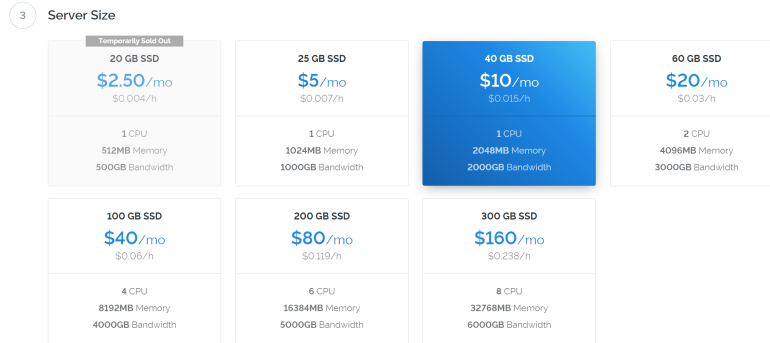 3 Server Size
Temporarily Sold Out
20 GB SSD
$2.50/mo
$0.004/h
1 CPU
512MB Memory
500GB Bandwidth
25 GB SSD
$5/mo
$0.007/h
1 CPU
1024MB Memory
1000GB Bandwidth
40 GB SSD
$10/mo
$0.015/h
1 CPU
2048MB Memory
2000GB Bandwidth
60 GB SSD
$20/mo
$0.03/h
2 CPU
4096MB Memory
3000GB Bandwidth
100 GB SSD
$40/mo
$0.06/h
4 CPU
8192MB Memory
4000GB Bandwidth
200 GB SSD
$80/mo
$0.119/h
6 CPU
16384MB Memory
5000GB Bandwidth
300 GB SSD
$160/mo
$0.238/h
8 CPU
32768MB Memory
6000GB Bandwidth